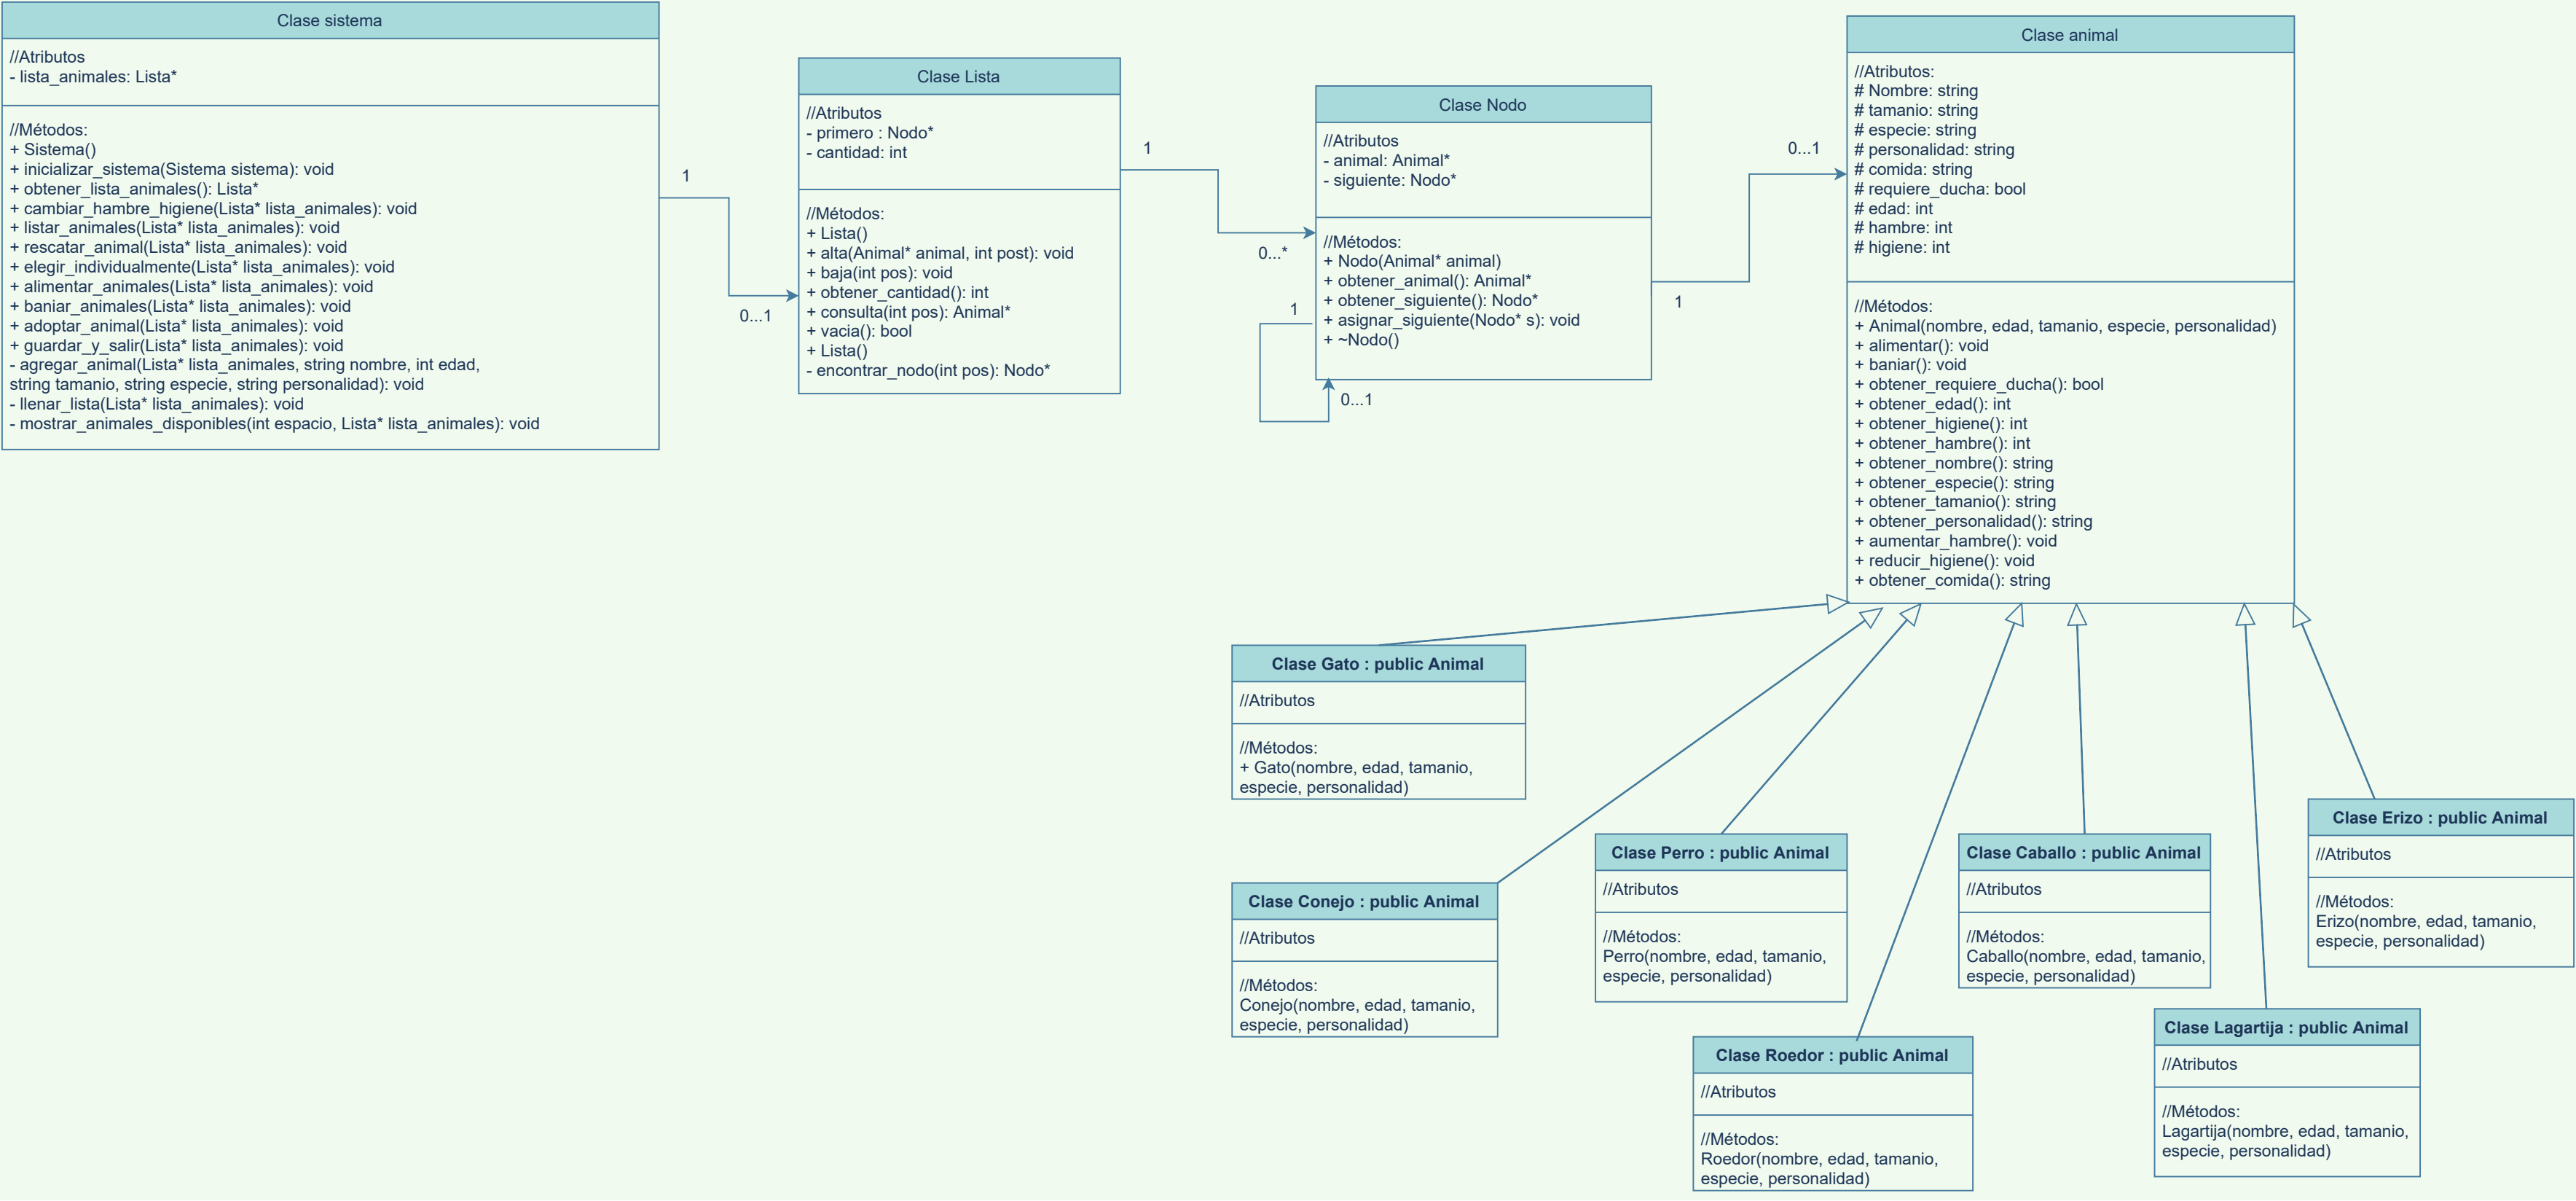 Clase sistema
//Atributos
- lista_animales: Lista*
//Métodos:
+ Sistema()
+ inicializar_sistema(Sistema sistema): void
+ obtener_lista_animales(): Lista*
+ cambiar_hambre_higiene(Lista* lista_animales): void
+ listar_animales(Lista* lista_animales): void
+ rescatar_animal(Lista* lista_animales): void
+ elegir_individualmente(Lista* lista_animales): void
+ alimentar_animales(Lista* lista_animales): void
+ baniar_animales(Lista* lista_animales): void
+ adoptar_animal(Lista* lista_animales): void
+ guardar_y_salir(Lista* lista_animales): void
- agregar_animal(Lista* lista_animales, string nombre, int edad,
string tamanio, string especie, string personalidad): void
- llenar_lista(Lista* lista_animales): void
- mostrar_animales_disponibles(int espacio, Lista* lista_animales): void
1
0...1
Clase Lista
//Atributos
- primero : Nodo*
- cantidad: int
//Métodos:
+ Lista()
+ alta(Animal* animal, int post): void
+ baja(int pos): void
+ obtener_cantidad(): int
+ consulta(int pos): Animal*
+ vacia(): bool
+ Lista()
- encontrar_nodo(int pos): Nodo*
1
0...*
Clase Nodo
//Atributos
- animal: Animal*
- siguiente: Nodo*
//Métodos:
+ Nodo(Animal* animal)
+ obtener_animal(): Animal*
+ obtener_siguiente(): Nodo*
+ asignar_siguiente(Nodo* s): void
+ ~Nodo()
1
0...1
1
0...1
Clase animal
//Atributos:
# Nombre: string
# tamanio: string
# especie: string
# personalidad: string
# comida: string
# requiere_ducha: bool
# edad: int
# hambre: int
# higiene: int
//Métodos:
+ Animal(nombre, edad, tamanio, especie, personalidad)
+ alimentar(): void
+ baniar(): void
+ obtener_requiere_ducha(): bool
+ obtener_edad(): int
+ obtener_higiene(): int
+ obtener_hambre(): int
+ obtener_nombre(): string
+ obtener_especie(): string
+ obtener_tamanio(): string
+ obtener_personalidad(): string
+ aumentar_hambre(): void
+ reducir_higiene(): void
+ obtener_comida(): string
Clase Gato : public Animal
//Atributos
//Métodos:
+ Gato(nombre, edad, tamanio,
especie, personalidad)
Clase Conejo : public Animal
//Atributos
//Métodos:
Conejo(nombre, edad, tamanio,
especie, personalidad)
Clase Perro : public Animal
//Atributos
//Métodos:
Perro(nombre, edad, tamanio,
especie, personalidad)
Clase Roedor : public Animal
//Atributos
//Métodos:
Roedor(nombre, edad, tamanio,
especie, personalidad)
Clase Caballo : public Animal
//Atributos
//Métodos:
Caballo(nombre, edad, tamanio,
especie, personalidad)
Clase Lagartija : public Animal
//Atributos
//Métodos:
Lagartija(nombre, edad, tamanio,
especie, personalidad)
Clase Erizo : public Animal
//Atributos
//Métodos:
Erizo(nombre, edad, tamanio,
especie, personalidad)